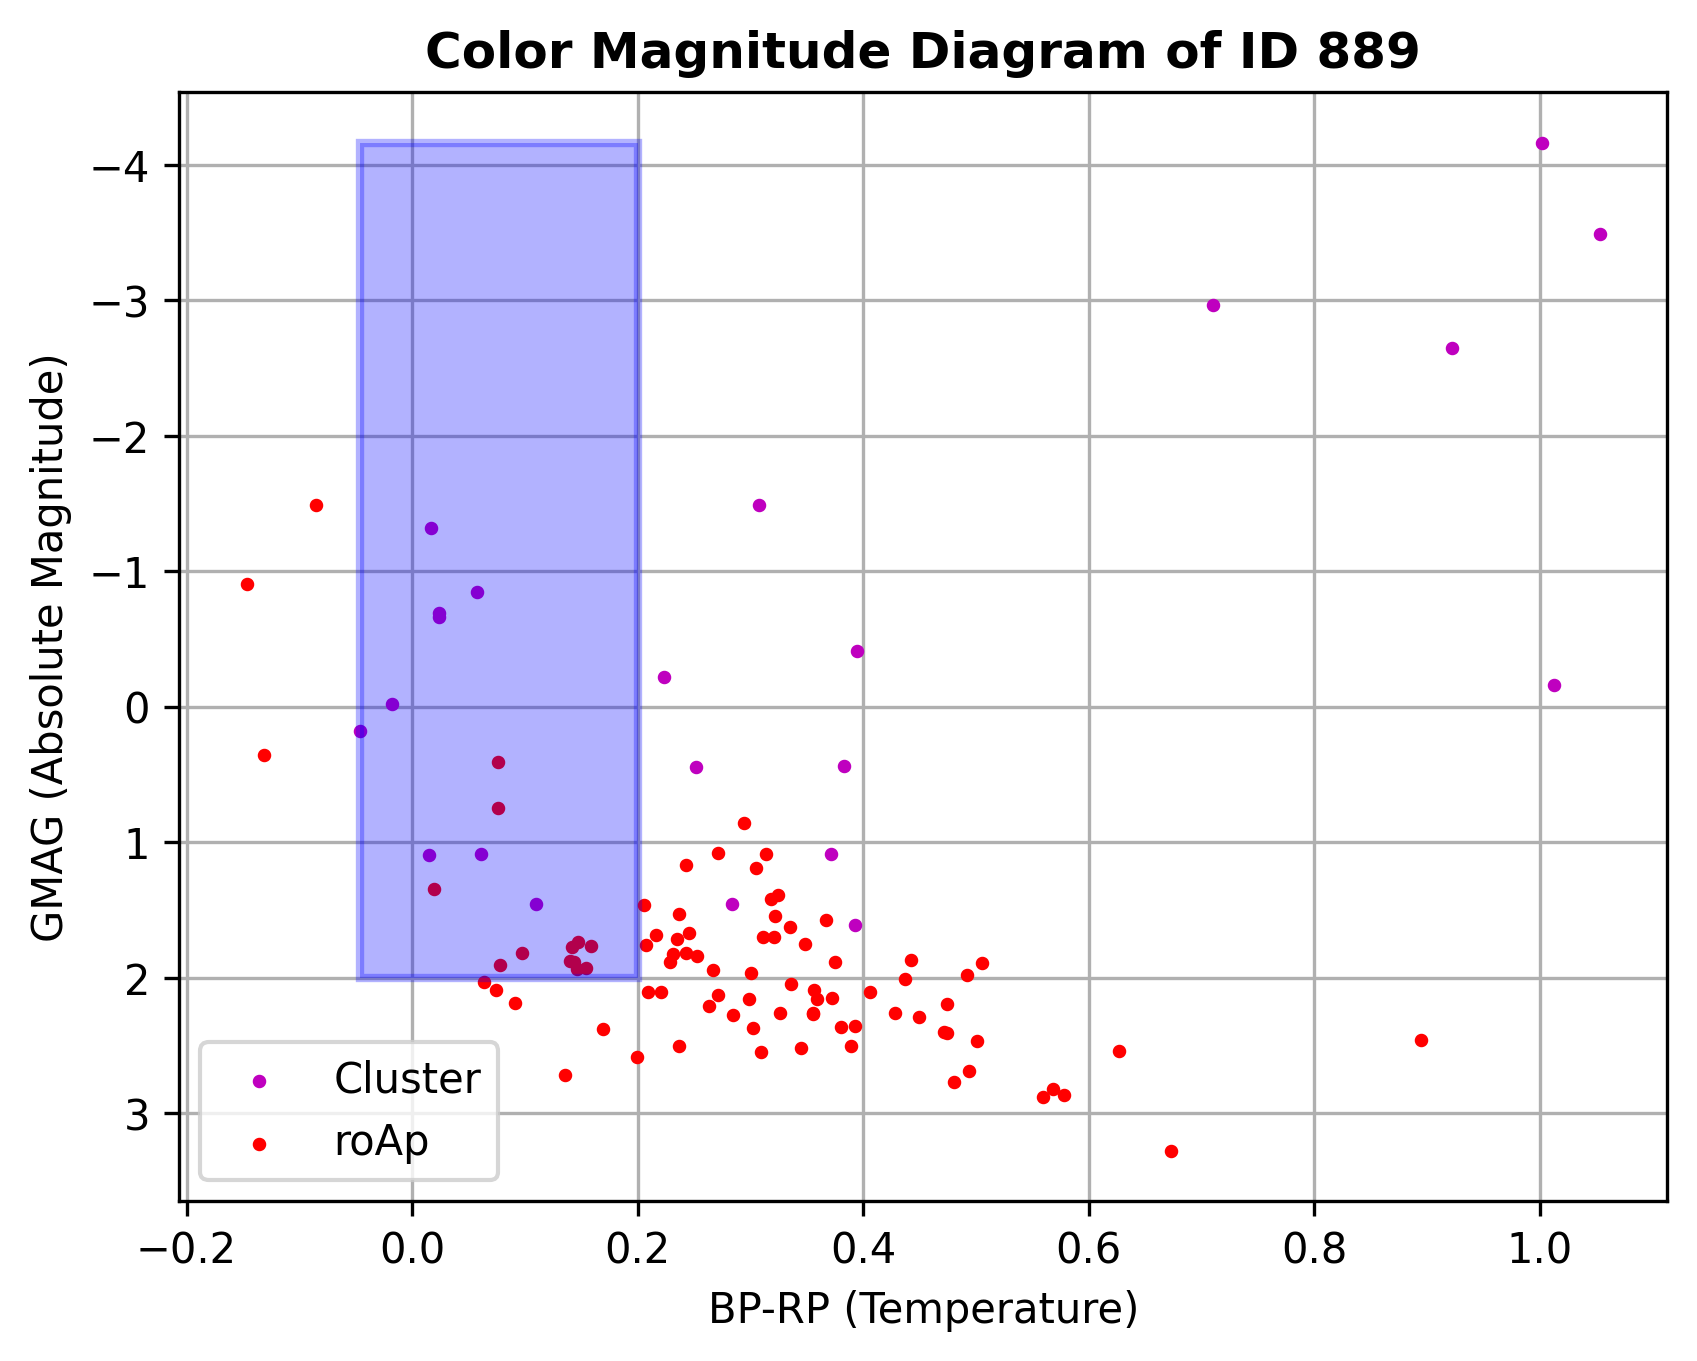 Color Magnitude Diagram of ID 889
−4
−3
−2
−1
0
1
2
3
GMAG (Absolute Magnitude)
Cluster
roAp
−0.2 0.0 0.2 0.4 0.6 0.8 1.0
BP-RP (Temperature)